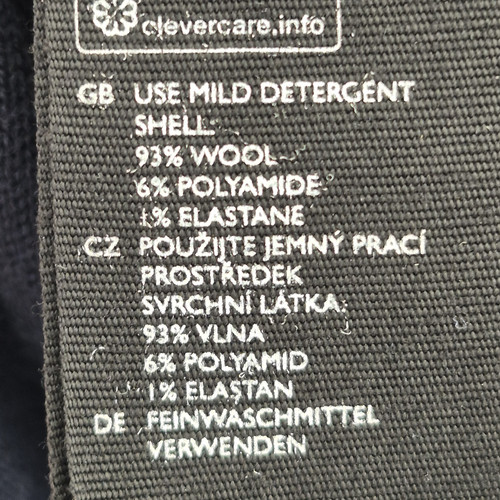 clevercare.info
GB USE MILD DETERGENT
SHELL:
93% WOOL
6% POLYAMIDE
1% ELASTANE
CZ POUŽIJTE JEMNÝ PRACÍ
PROSTŘEDEK
SVRCHNÍ LÁTKA:
93% VLNA
6% POLYAMID
1% ELASTAN
DE FEINWASCHMITTEL
VERWENDEN